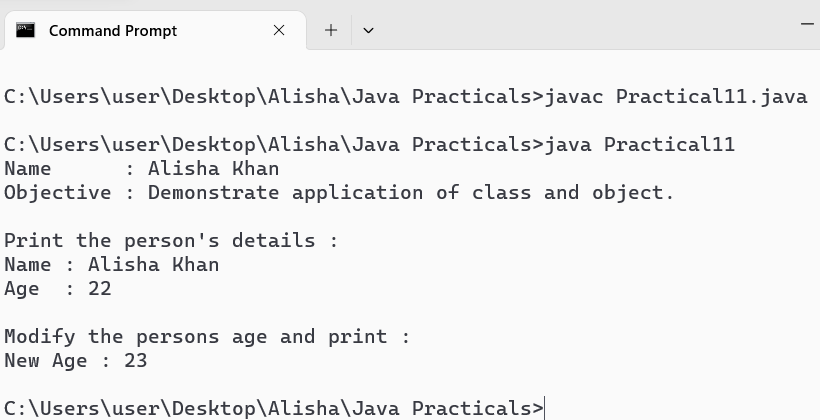 Command Prompt
C:\Users\user\Desktop\Alisha\Java Practicals>javac Practical11.java
C:\Users\user\Desktop\Alisha\Java Practicals>java Practical11
Name      : Alisha Khan
Objective : Demonstrate application of class and object.
Print the person's details :
Name : Alisha Khan
Age  : 22
Modify the persons age and print :
New Age : 23
C:\Users\user\Desktop\Alisha\Java Practicals>